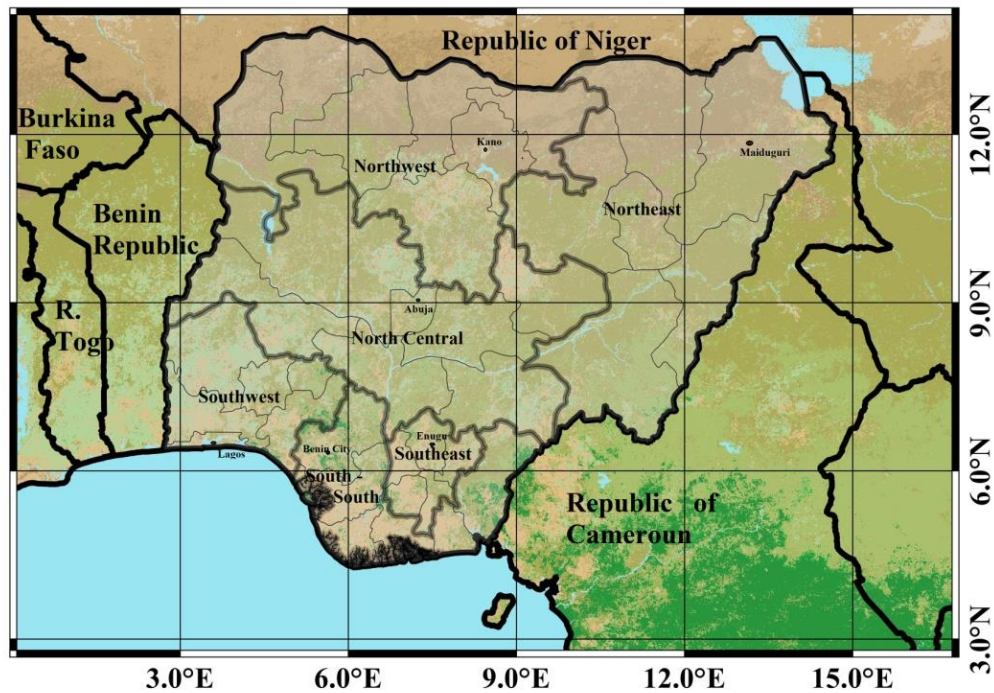 Republic of Niger
Burkina
Faso
12.0°N
Kano
Maiduguri
Northwest
Benin
Republic
Northeast
R.
Togo
9.0°N
Abuja
North Central
Southwest
Enugu
Benin City
Southeast
Lagos
6.0°N
South -
South
Republic of
Cameroun
3.0°N
3.0°E
6.0°E
9.0°E
12.0°E
15.0°E